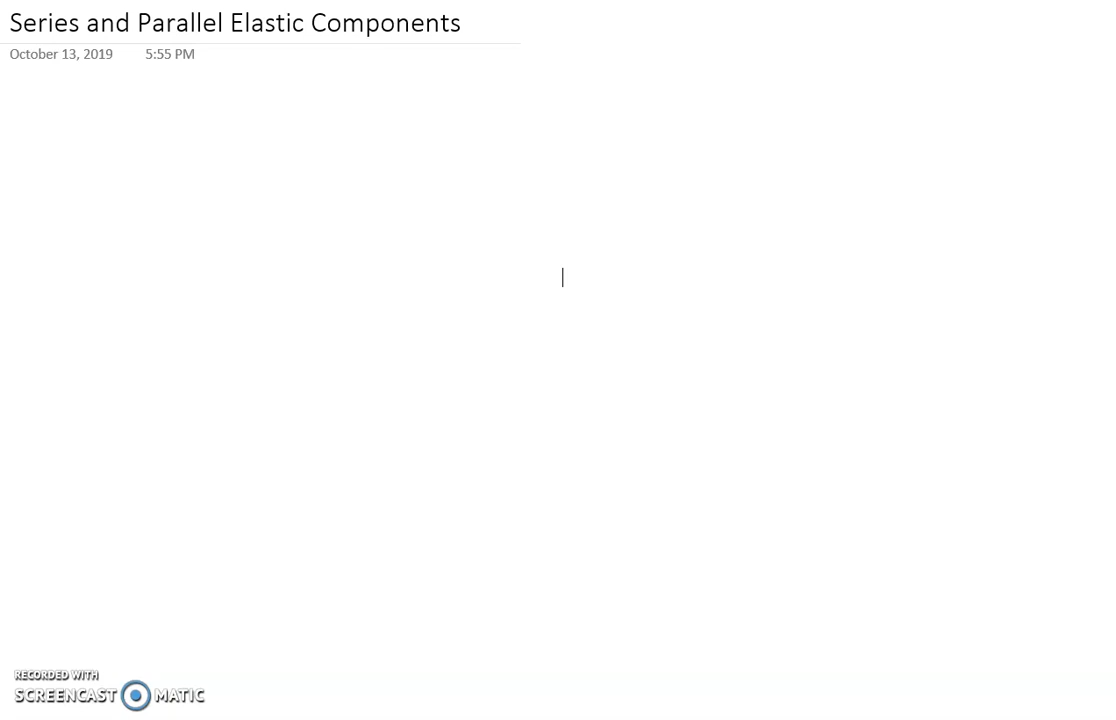 Series and Parallel Elastic Components
October 13, 2019 5:55 PM
RECORDED WITH
SCREENCAST MATIC